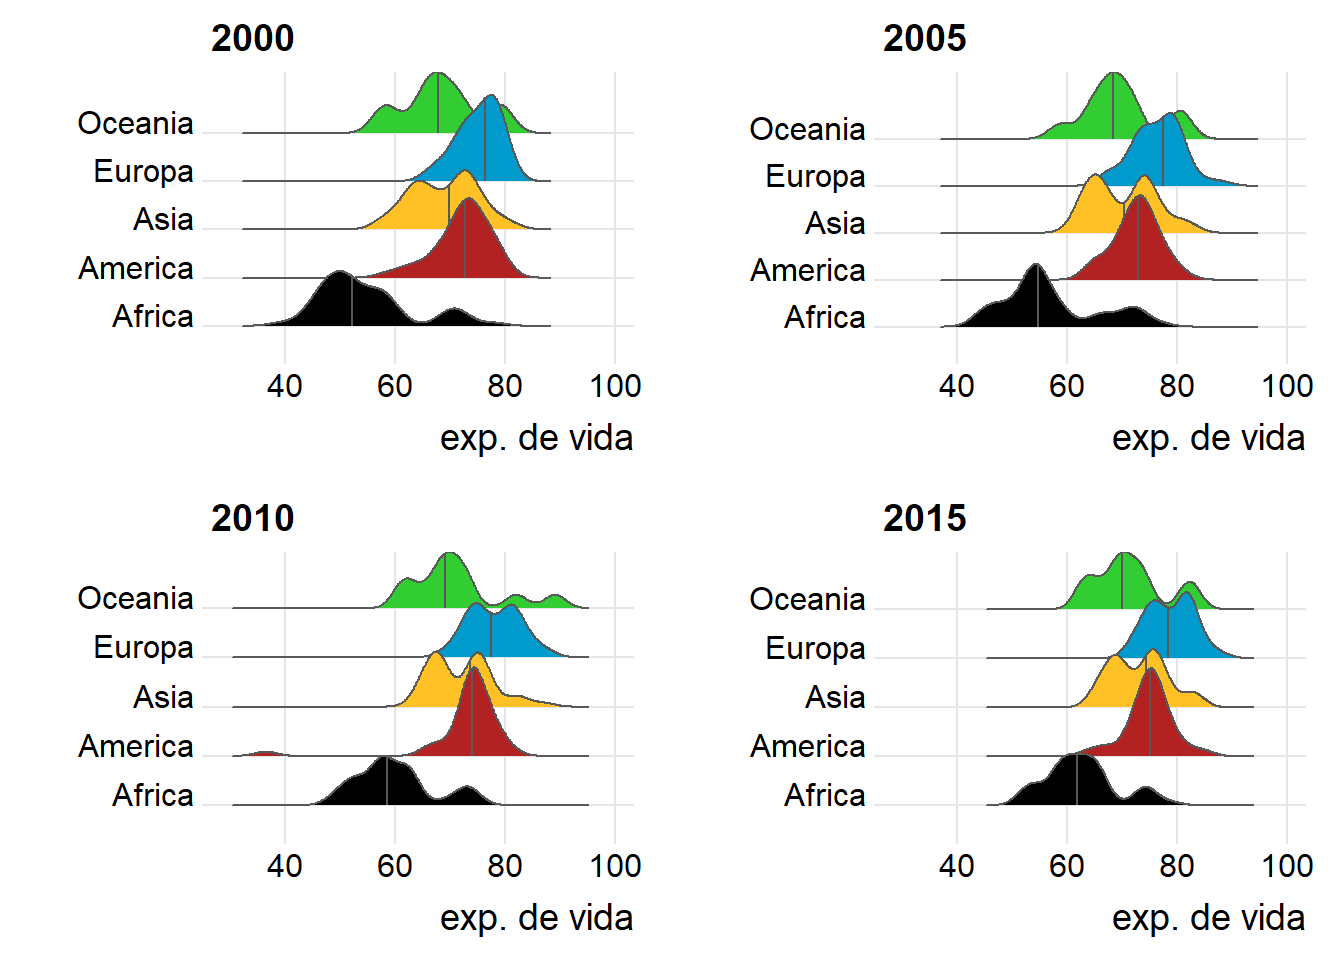 2000
Oceania
Europa
Asia
America
Africa
40 60 80 100
exp. de vida
2005
Oceania
Europa
Asia
America
Africa
40 60 80 100
exp. de vida
2010
Oceania
Europa
Asia
America
Africa
40 60 80 100
exp. de vida
2015
Oceania
Europa
Asia
America
Africa
40 60 80 100
exp. de vida